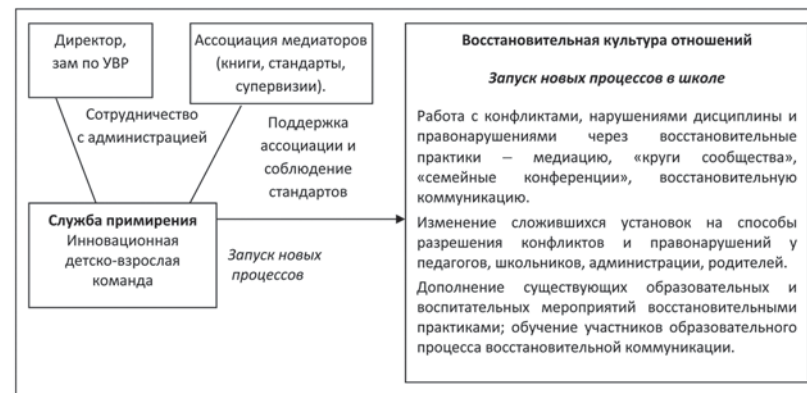 Директор,
зам по УВР
Ассоциация медиаторов
(книги, стандарты,
супервизии).
Сотрудничество
с администрацией
Поддержка
ассоциации и
соблюдение
стандартов
Служба примирения
Инновационная
детско-взрослая
команда
Запуск новых
процессов
Восстановительная культура отношений
Запуск новых процессов в школе
Работа с конфликтами, нарушениями дисциплины и
правонарушениями через восстановительные
практики – медиацию, «круги сообщества»,
«семейные конференции», восстановительную
коммуникацию.
Изменение сложившихся установок на способы
разрешения конфликтов и правонарушений у
педагогов, школьников, администрации, родителей.
Дополнение существующих образовательных и
воспитательных мероприятий восстановительными
практиками; обучение участников образовательного
процесса восстановительной коммуникации.